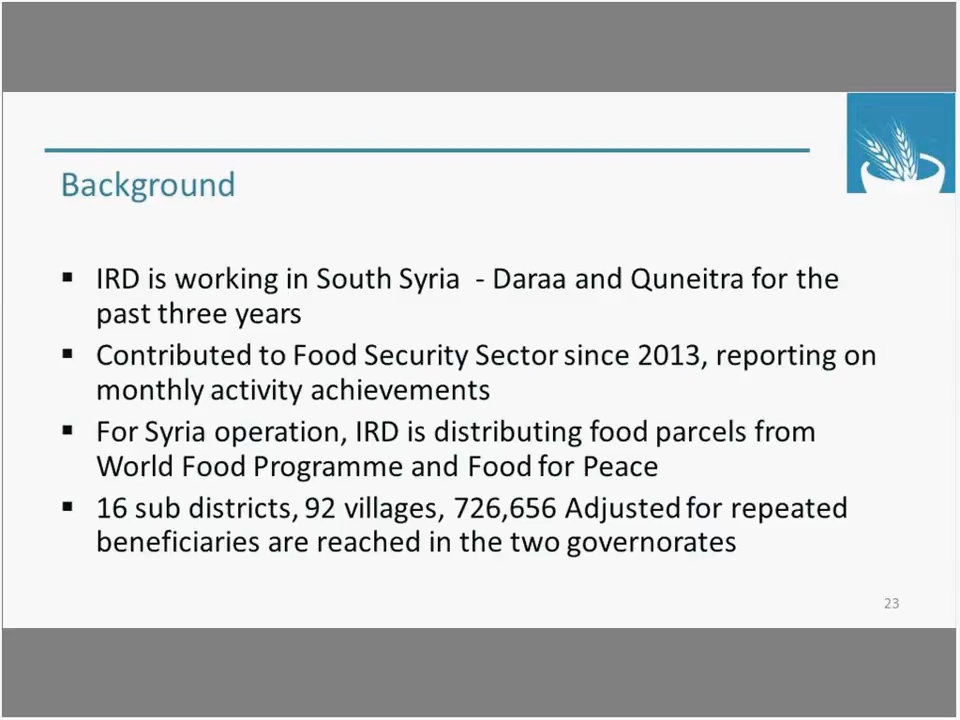 Background
▪ IRD is working in South Syria - Daraa and Quneitra for the
past three years
▪ Contributed to Food Security Sector since 2013, reporting on
monthly activity achievements
▪ For Syria operation, IRD is distributing food parcels from
World Food Programme and Food for Peace
▪ 16 sub districts, 92 villages, 726,656 Adjusted for repeated
beneficiaries are reached in the two governorates
23